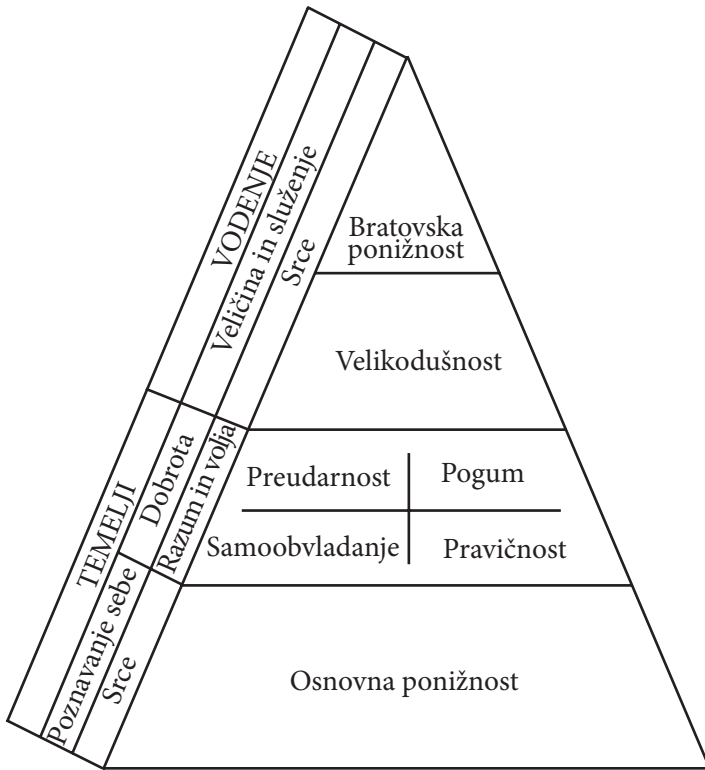 VODENJE
Veličina in služenje
Srce
Bratovska
ponižnost
Velikodušnost
TEMELJI
Dobrota
Razum in volja
Preudarnost
Pogum
Samoobvladanje
Pravičnost
Poznavanje sebe
Srce
Osnovna ponižnost